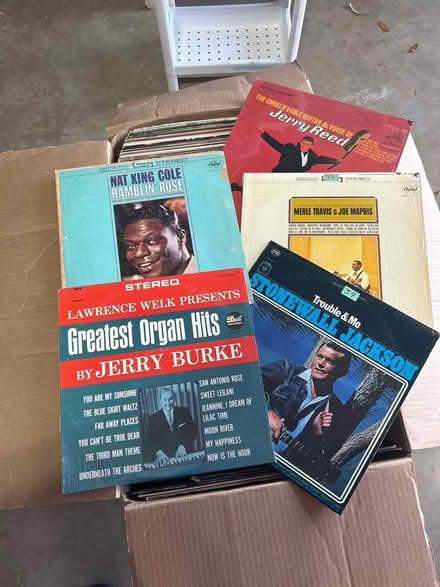 THE UNBELIEVABLE GUITAR & VOICE OF
Jerry Reed
STEREO
Capitol
NAT KING COLE
RAMBLIN' ROSE
MERLE TRAVIS & JOE MAPHIS
STEREO
LAWRENCE WELK PRESENTS
Greatest Organ Hits
Dot
BY JERRY BURKE
YOU ARE MY SUNSHINE
THE BLUE SKIRT WALTZ
FAR AWAY PLACES
YOU CAN'T BE TRUE DEAR
THE THIRD MAN THEME
UNDERNEATH THE ARCHES
SAN ANTONIO ROSE
SWEET LEILANI
JEANNINE, I DREAM OF
LILAC TIME
MOON RIVER
MY HAPPINESS
NOW IS THE HOUR
Trouble & Me
STONEWALL JACKSON